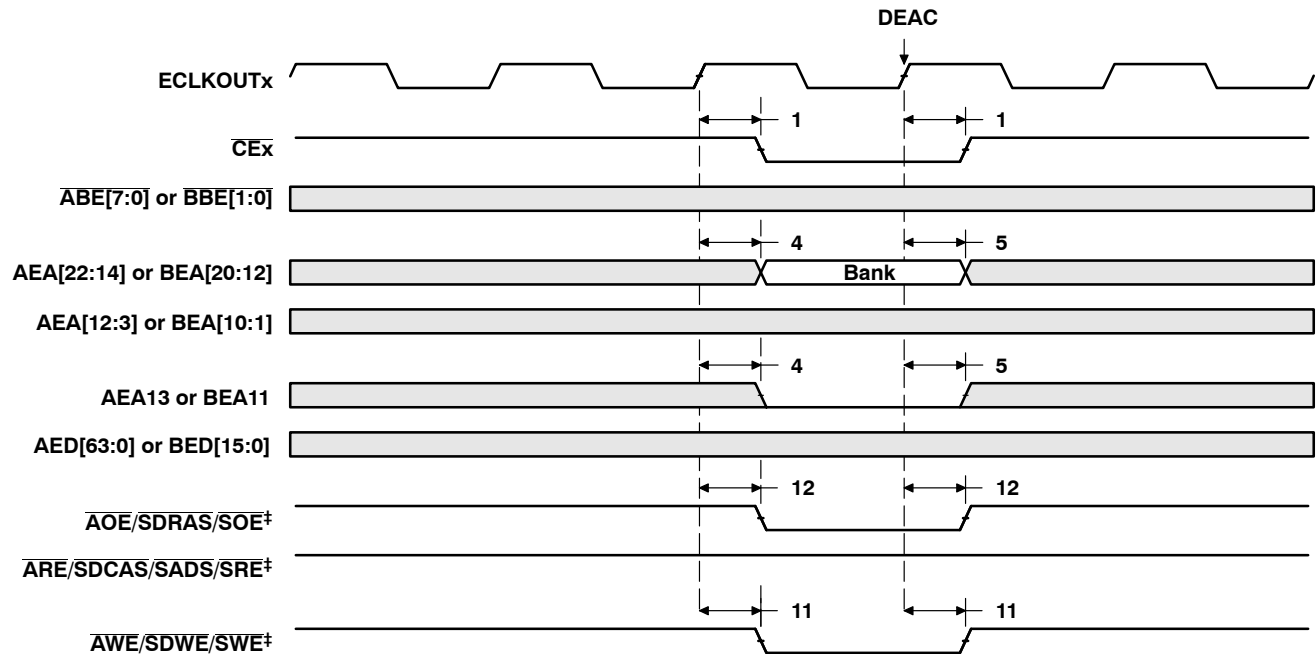 DEAC
ECLKOUTx
1 1
CEx
ABE[7:0] or BBE[1:0]
4 5
AEA[22:14] or BEA[20:12] Bank
AEA[12:3] or BEA[10:1]
4 5
AEA13 or BEA11
AED[63:0] or BED[15:0]
12 12
AOE/SDRAS/SOE‡
ARE/SDCAS/SADS/SRE‡
11 11
AWE/SDWE/SWE‡